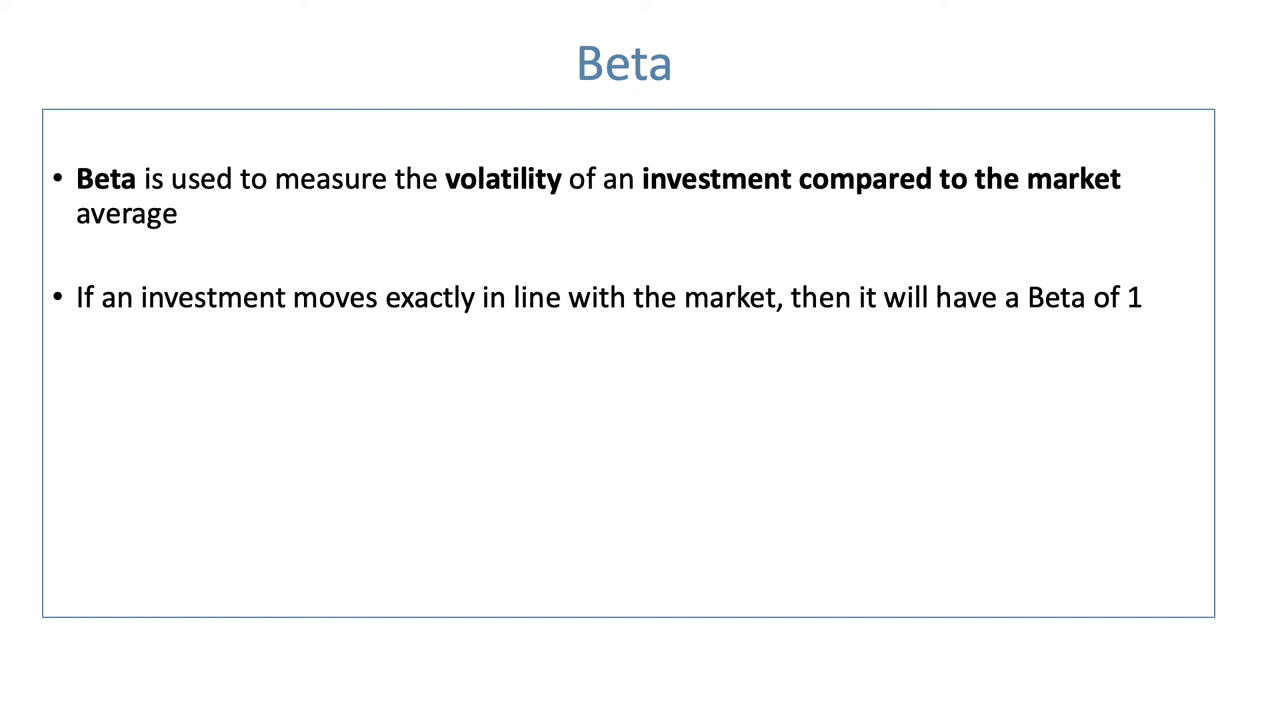 Beta
• Beta is used to measure the volatility of an investment compared to the market
average
• If an investment moves exactly in line with the market, then it will have a Beta of 1